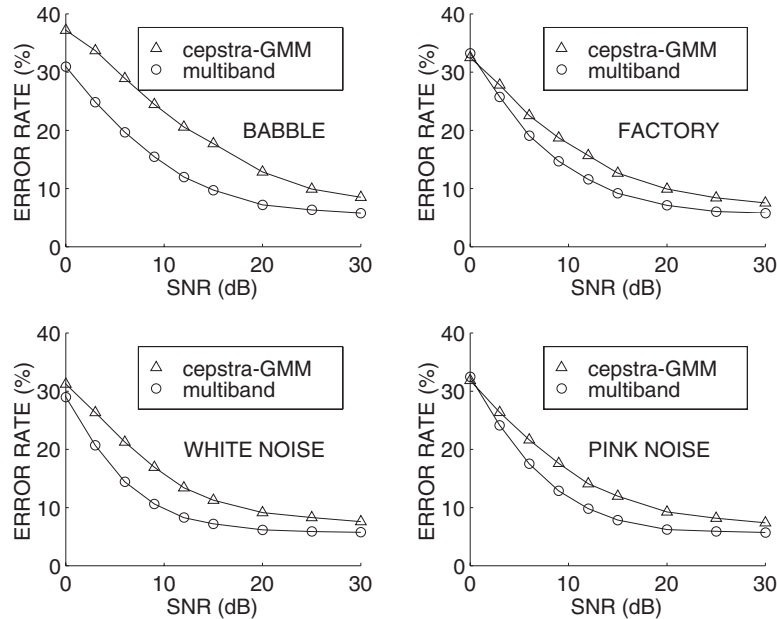 40
30
20
10
0
ERROR RATE (%)
cepstra-GMM
multiband
BABBLE
0 10 20 30
SNR (dB)
40
30
20
10
0
ERROR RATE (%)
cepstra-GMM
multiband
FACTORY
0 10 20 30
SNR (dB)
40
30
20
10
0
ERROR RATE (%)
cepstra-GMM
multiband
WHITE NOISE
0 10 20 30
SNR (dB)
40
30
20
10
0
ERROR RATE (%)
cepstra-GMM
multiband
PINK NOISE
0 10 20 30
SNR (dB)